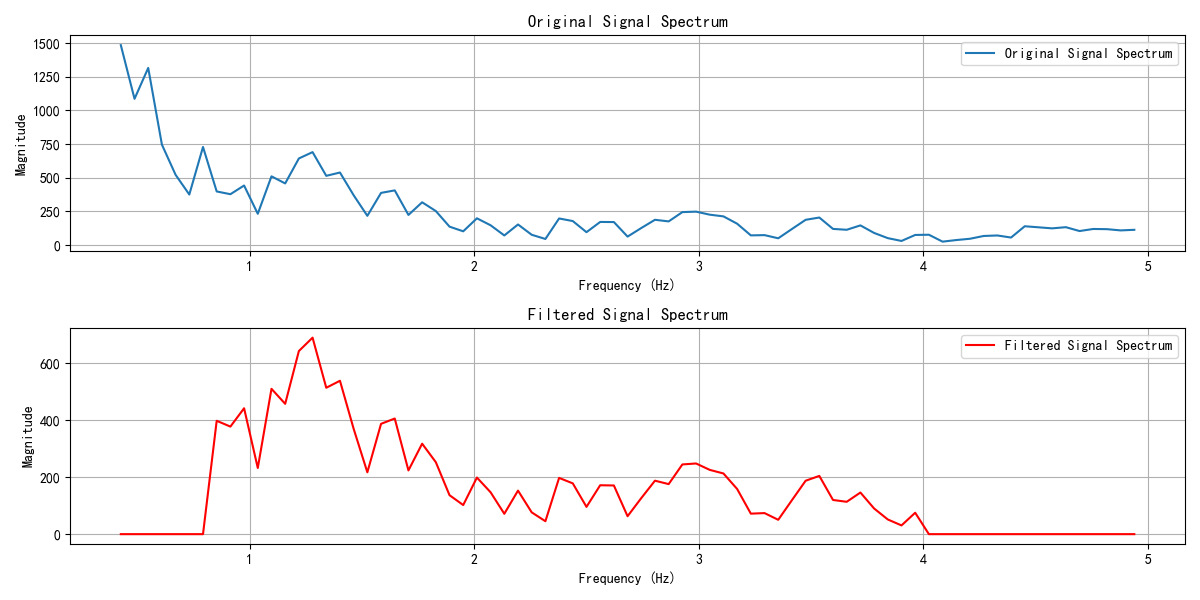 Original Signal Spectrum
1500
1250
1000
750
500
250
0
Magnitude
Original Signal Spectrum
1 2 3 4 5
Frequency (Hz)
Filtered Signal Spectrum
600
400
200
0
Magnitude
Filtered Signal Spectrum
1 2 3 4 5
Frequency (Hz)